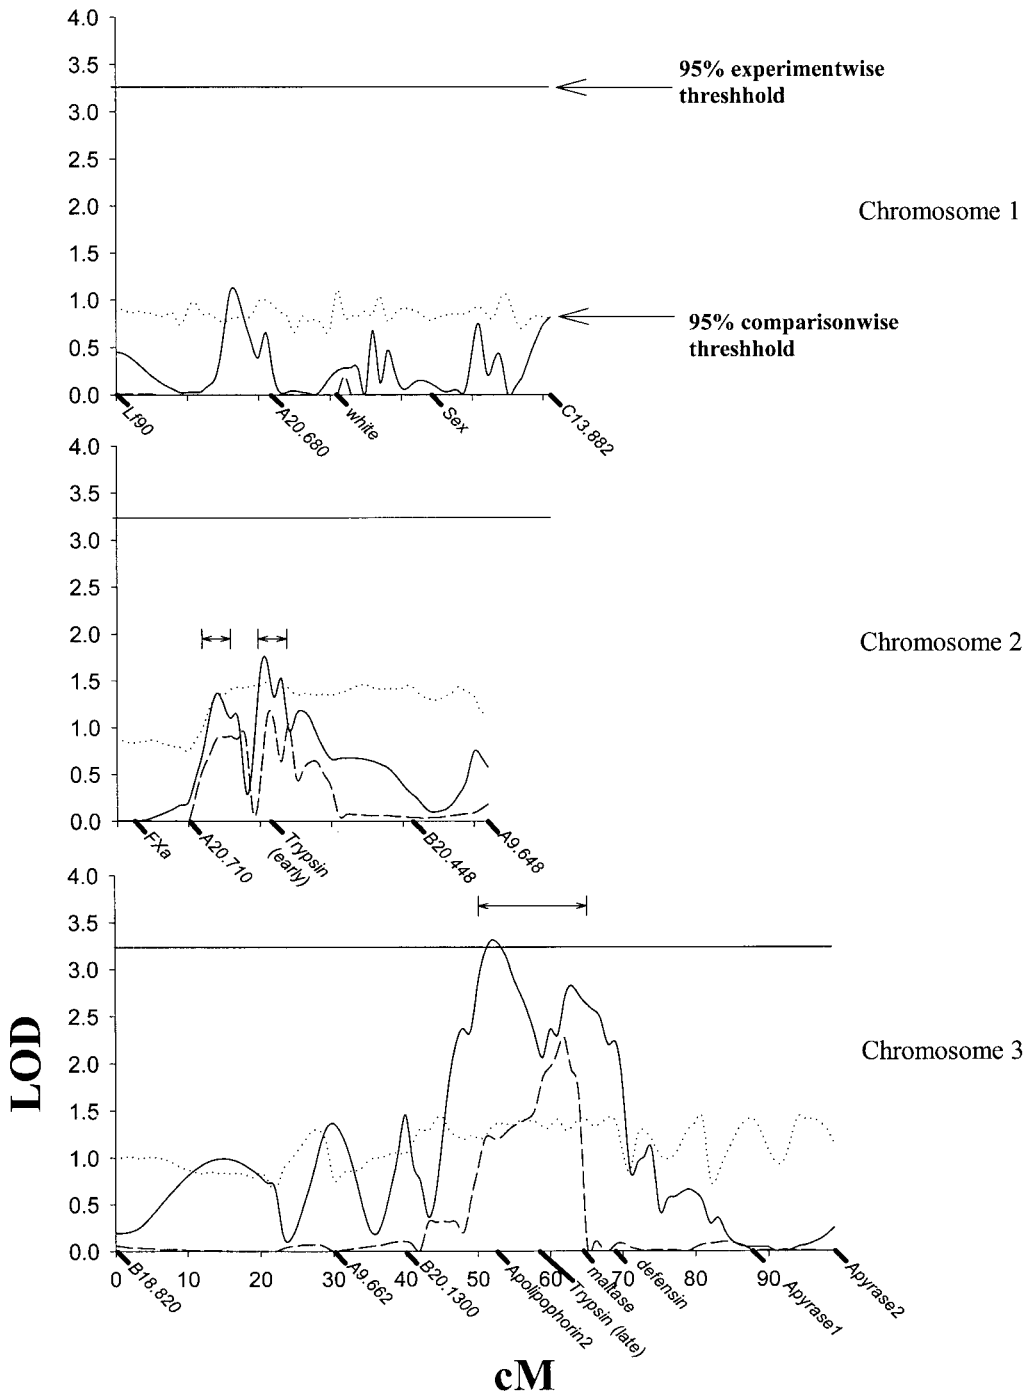 4.0
3.5
3.0
2.5
2.0
1.5
1.0
0.5
0.0
95% experimentwise
threshhold
Chromosome 1
95% comparisonwise
threshhold
Lf90
A20.680
white
Sex
C13.882
4.0
3.5
3.0
2.5
2.0
1.5
1.0
0.5
0.0
Chromosome 2
FXa
A20.710
Trypsin
(early)
B20.448
A9.648
4.0
3.5
3.0
2.5
2.0
1.5
1.0
0.5
0.0
Chromosome 3
LOD
0
10
20
30
40
50
60
70
80
90
B18.820
A9.662
B20.1300
Apolipophorin2
Trypsin (late)
maltase
defensin
Apyrase1
Apyrase2
cM